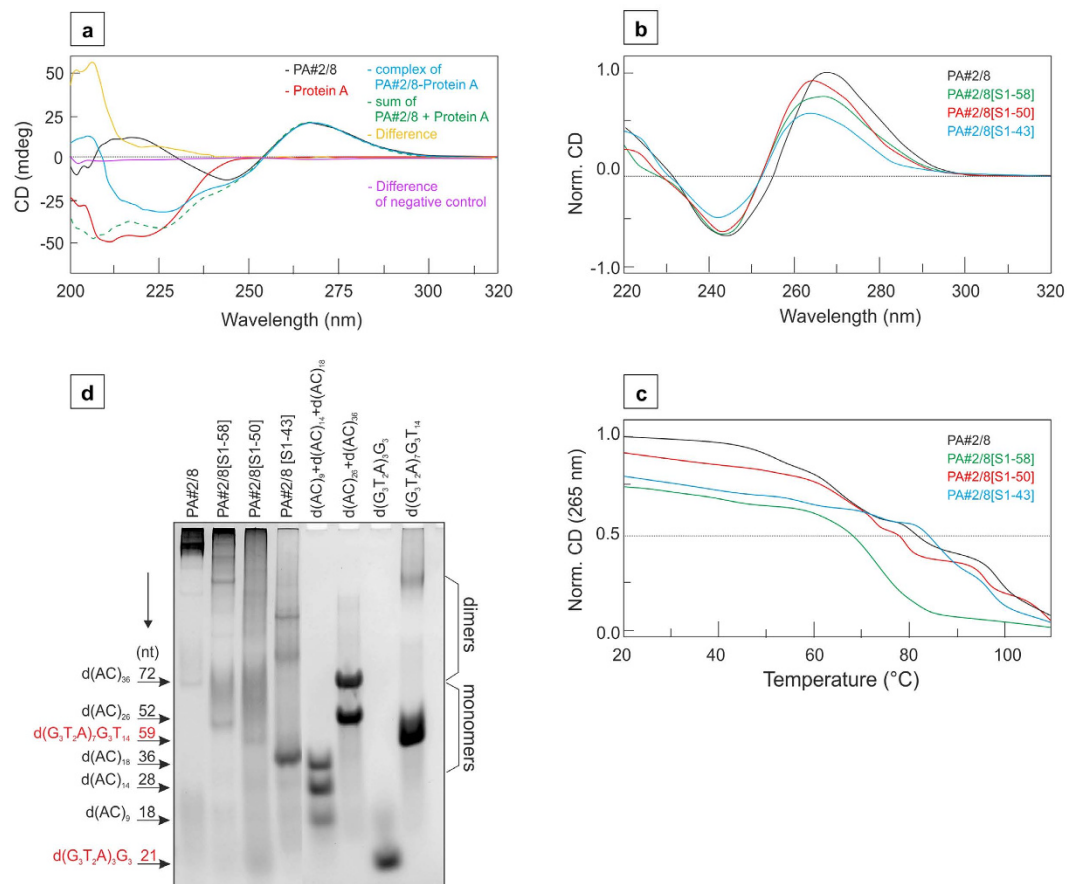 a
CD (mdeg)
50
25
0
-25
-50
200
225
250
260
300
320
Wavelength (nm)
- PA#2/8
- Protein A
- complex of
PA#2/8-Protein A
- sum of
PA#2/8 + Protein A
- Difference
- Difference
of negative control
b
Norm. CD
1.0
0.0
-1.0
220
240
260
280
300
320
Wavelength (nm)
PA#2/8
PA#2/8[S1-58]
PA#2/8[S1-50]
PA#2/8[S1-43]
d
PA#2/8
PA#2/8[S1-58]
PA#2/8[S1-50]
PA#2/8 [S1-43]
d(AC)₉+d(AC)₁₄+d(AC)₁₈
d(AC)₂₆+d(AC)₃₆
d(G₃T₂A)₃G₃
d(G₃T₂A)₇G₃T₁₄
(nt)
d(AC)₃₆ 72
d(AC)₂₆ 52
d(G₃T₂A)₇G₃T₁₄ 59
d(AC)₁₈ 36
d(AC)₁₄ 28
d(AC)₉ 18
d(G₃T₂A)₃G₃ 21
dimers
monomers
c
Norm. CD (265 nm)
1.0
0.5
0.0
20
40
60
80
100
Temperature (°C)
PA#2/8
PA#2/8[S1-58]
PA#2/8[S1-50]
PA#2/8[S1-43]